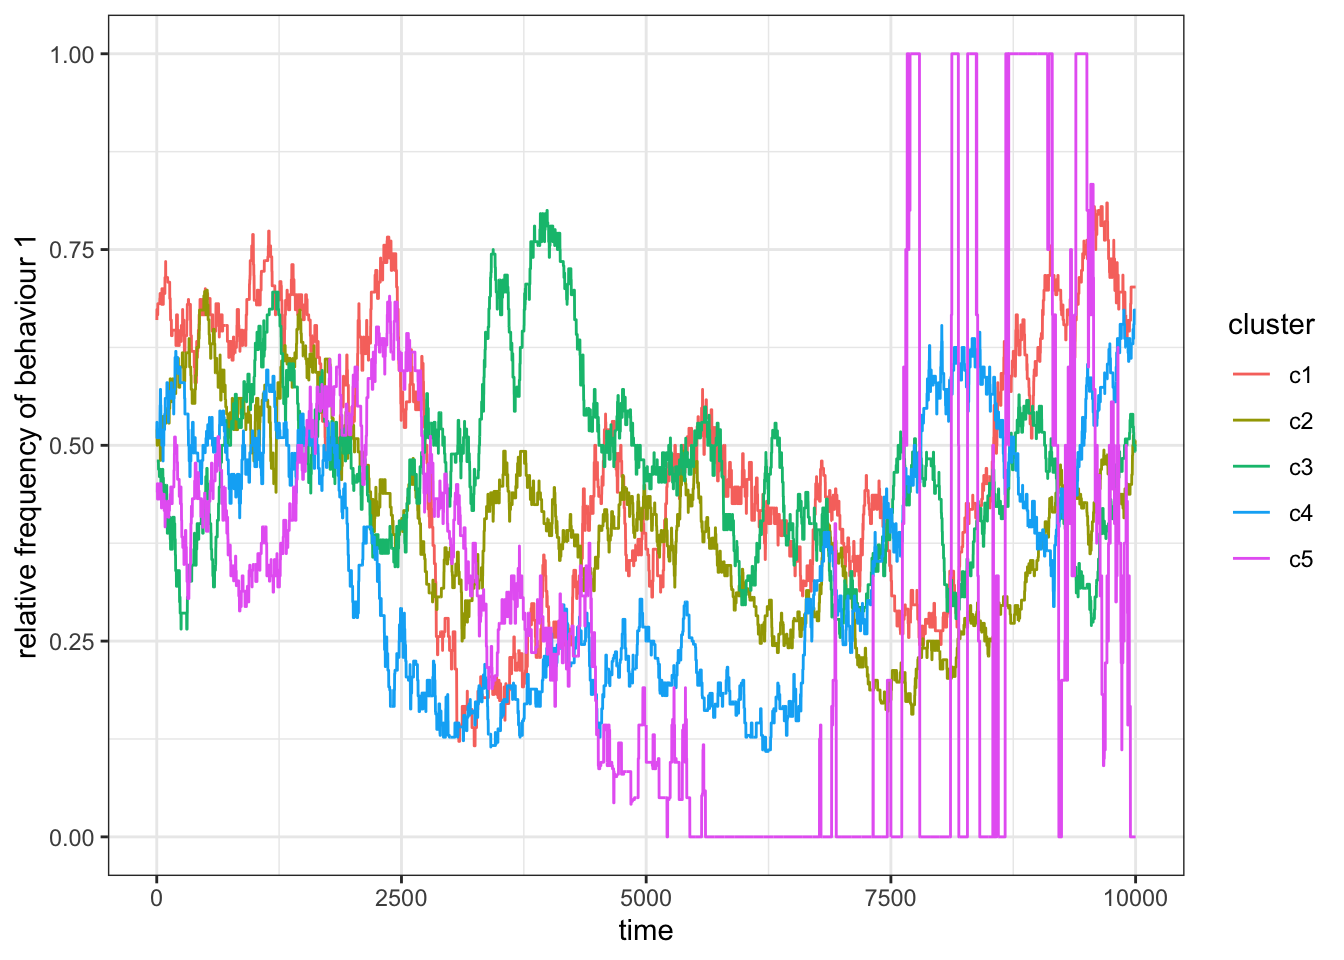 1.00
0.75
0.50
0.25
0.00
relative frequency of behaviour 1
0 2500 5000 7500 10000
time
cluster
c1
c2
c3
c4
c5